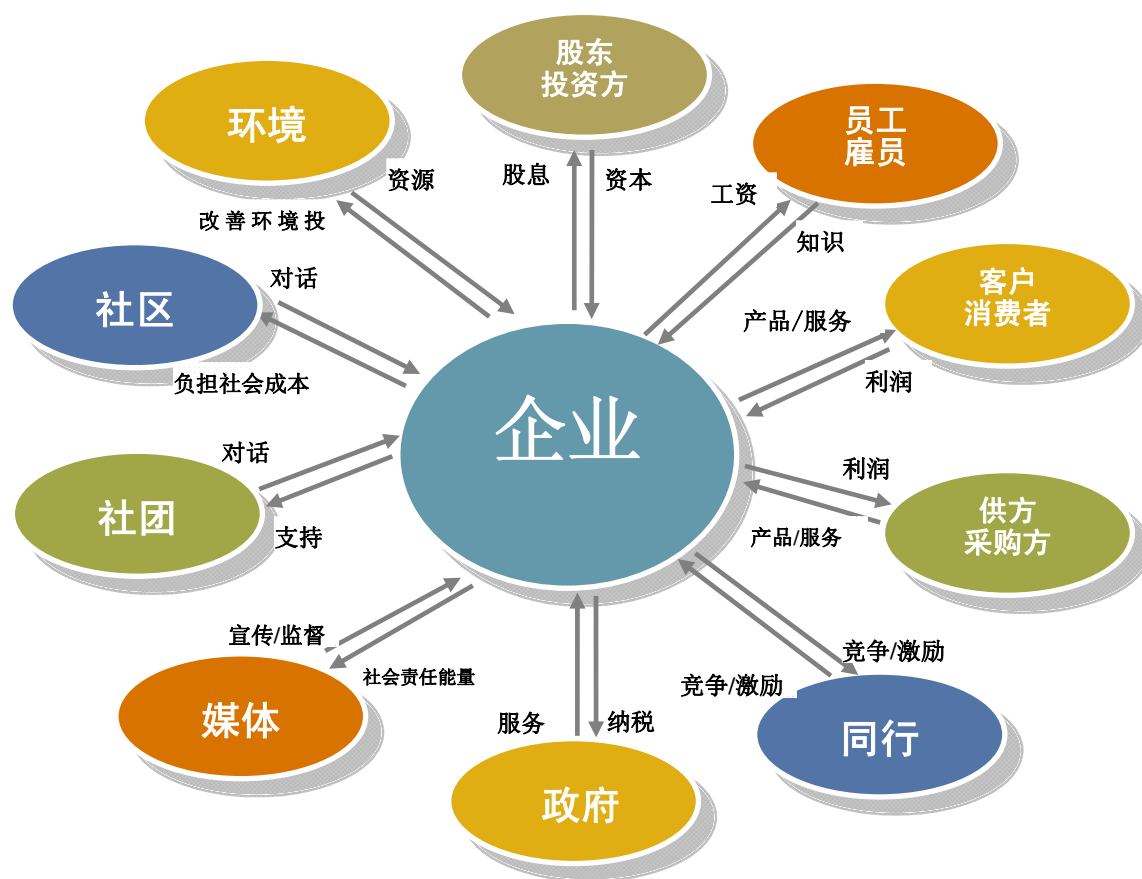 股东
投资方
环境
员工
雇员
资源
股息
资本
工资
改善环境投
知识
对话
客户
消费者
社区
产品/服务
负担社会成本
利润
企业
对话
利润
社团
支持
产品/服务
供方
采购方
宣传/监督
社会责任能量
竞争/激励
竞争/激励
媒体
服务
纳税
同行
政府